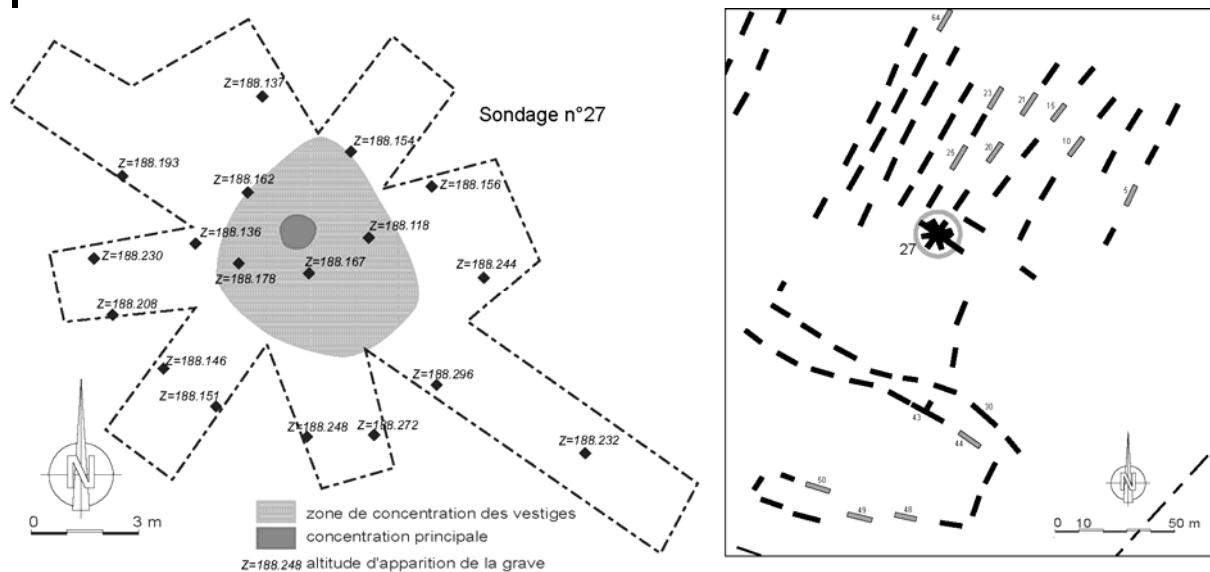 Sondage n°27
Z=188.137
Z=188.154
Z=188.193
Z=188.162
Z=188.156
Z=188.136
Z=188.118
Z=188.230
Z=188.178
Z=188.167
Z=188.244
Z=188.208
Z=188.146
Z=188.151
Z=188.296
Z=188.248
Z=188.272
Z=188.232
N
0 3 m
zone de concentration des vestiges
concentration principale
Z=188.248 altitude d'apparition de la grave
64
23
21
15
25
20
10
5
27
43
30
44
50
49
48
N
0 10 50 m